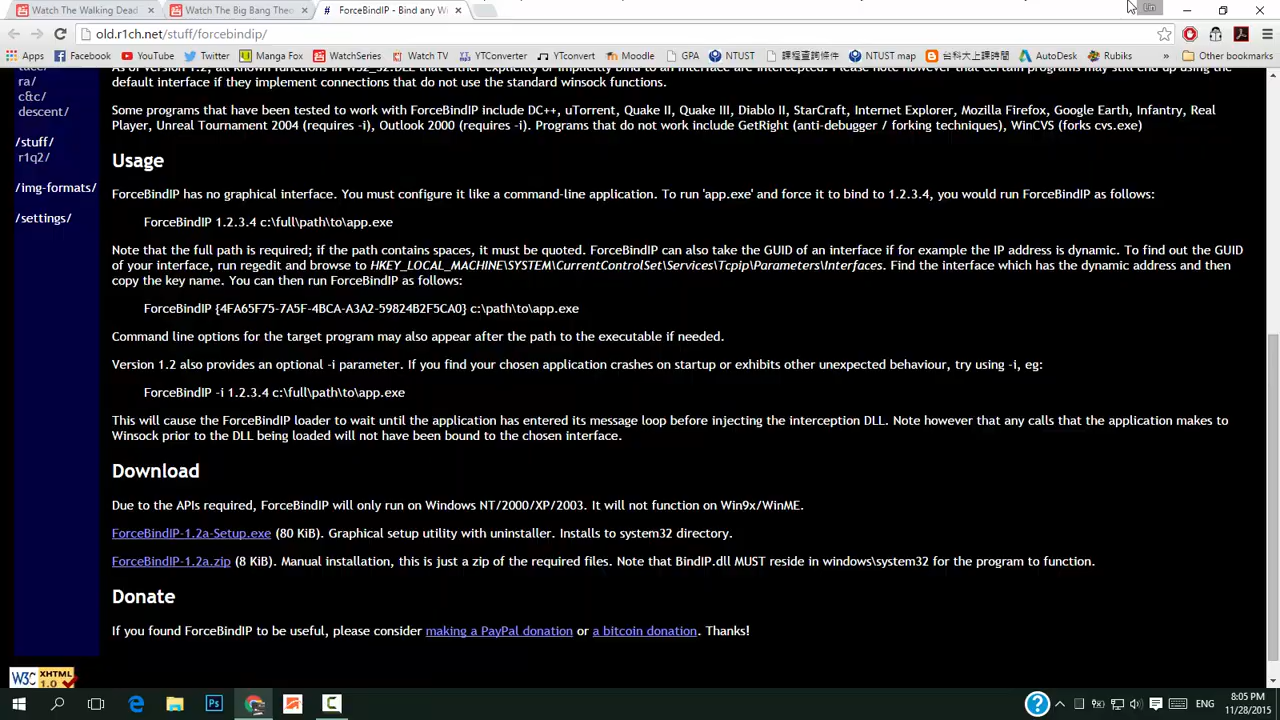 Watch The Walking Dead
Watch The Big Bang Theo
# ForceBindIP - Bind any Wi
Lin
old.r1ch.net/stuff/forcebindip/
Apps Facebook YouTube Twitter Manga Fox WatchSeries Watch TV YTConverter YTconvert Moodle GPA NTUST 課程查詢條件 NTUST map 台科大上課時間 AutoDesk Rubiks » Other bookmarks
ra/
c&c/
descent/
/stuff/
r1q2/
/img-formats/
/settings/
default interface if they implement connections that do not use the standard winsock functions.
Some programs that have been tested to work with ForceBindIP include DC++, uTorrent, Quake II, Quake III, Diablo II, StarCraft, Internet Explorer, Mozilla Firefox, Google Earth, Infantry, Real
Player, Unreal Tournament 2004 (requires -i), Outlook 2000 (requires -i). Programs that do not work include GetRight (anti-debugger / forking techniques), WinCVS (forks cvs.exe)
Usage
ForceBindIP has no graphical interface. You must configure it like a command-line application. To run 'app.exe' and force it to bind to 1.2.3.4, you would run ForceBindIP as follows:
ForceBindIP 1.2.3.4 c:\full\path\to\app.exe
Note that the full path is required; if the path contains spaces, it must be quoted. ForceBindIP can also take the GUID of an interface if for example the IP address is dynamic. To find out the GUID
of your interface, run regedit and browse to HKEY_LOCAL_MACHINE\SYSTEM\CurrentControlSet\Services\Tcpip\Parameters\Interfaces. Find the interface which has the dynamic address and then
copy the key name. You can then run ForceBindIP as follows:
ForceBindIP {4FA65F75-7A5F-4BCA-A3A2-59824B2F5CA0} c:\path\to\app.exe
Command line options for the target program may also appear after the path to the executable if needed.
Version 1.2 also provides an optional -i parameter. If you find your chosen application crashes on startup or exhibits other unexpected behaviour, try using -i, eg:
ForceBindIP -i 1.2.3.4 c:\full\path\to\app.exe
This will cause the ForceBindIP loader to wait until the application has entered its message loop before injecting the interception DLL. Note however that any calls that the application makes to
Winsock prior to the DLL being loaded will not have been bound to the chosen interface.
Download
Due to the APIs required, ForceBindIP will only run on Windows NT/2000/XP/2003. It will not function on Win9x/WinME.
ForceBindIP-1.2a-Setup.exe (80 KiB). Graphical setup utility with uninstaller. Installs to system32 directory.
ForceBindIP-1.2a.zip (8 KiB). Manual installation, this is just a zip of the required files. Note that BindIP.dll MUST reside in windows\system32 for the program to function.
Donate
If you found ForceBindIP to be useful, please consider making a PayPal donation or a bitcoin donation. Thanks!
W3C XHTML 1.0
Ps
ENG
8:05 PM
11/28/2015